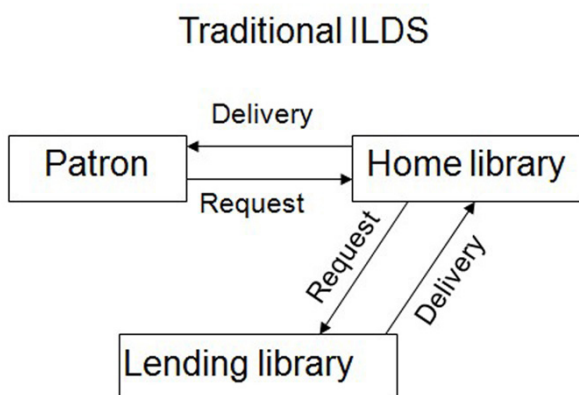 Traditional ILDS
Delivery
Patron
Home library
Request
Request
Delivery
Lending library